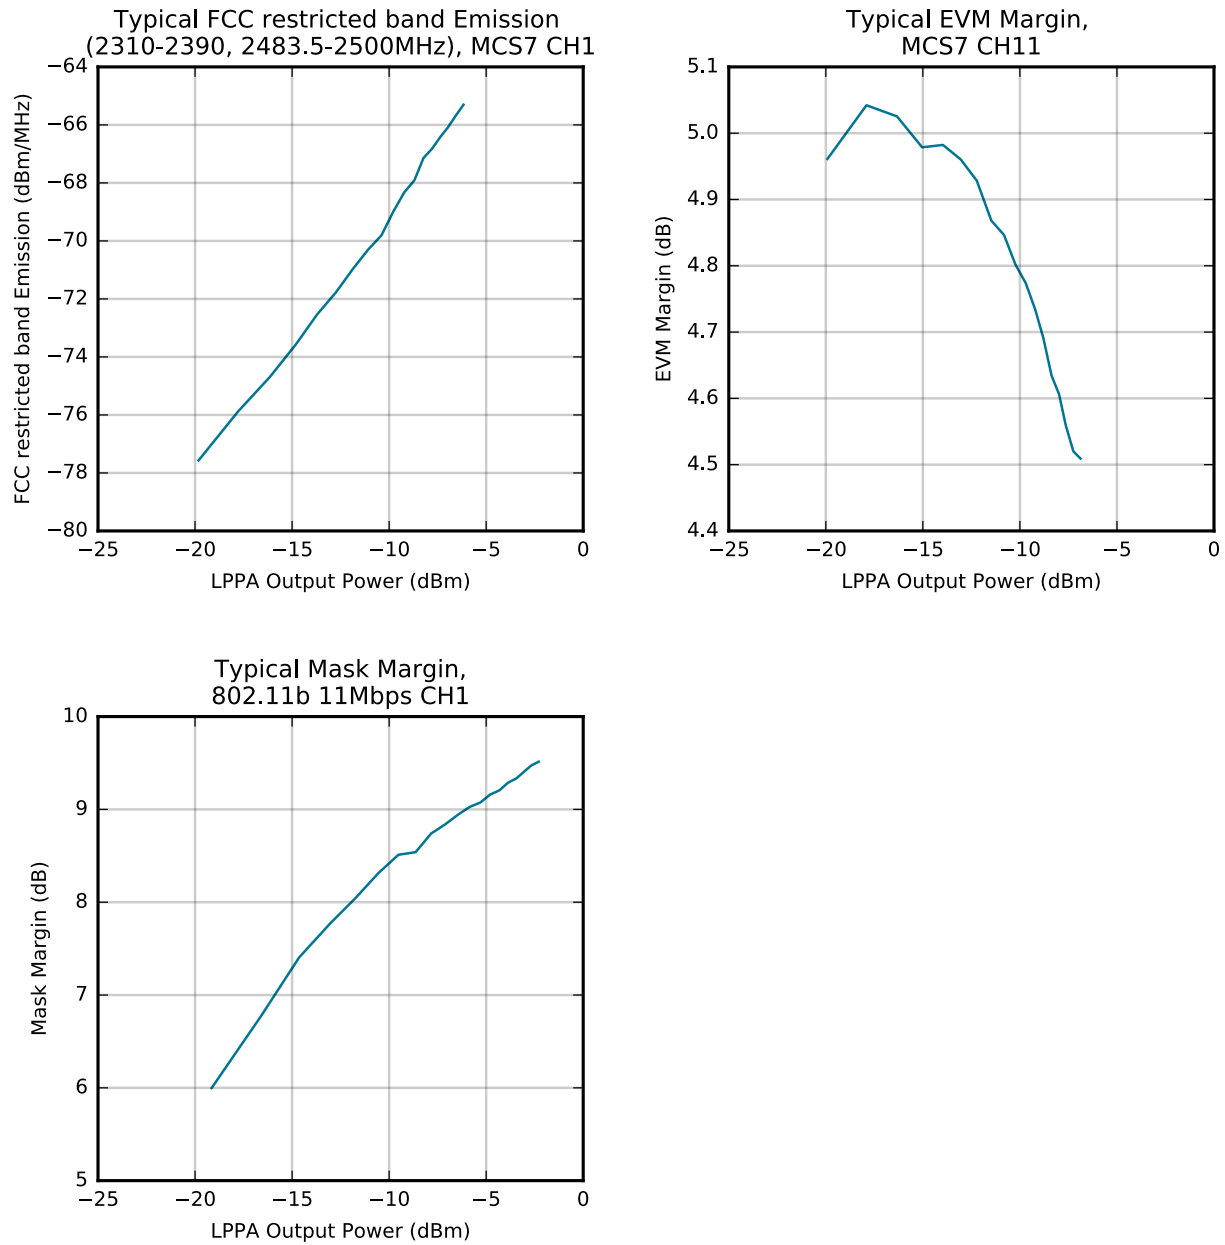 Typical FCC restricted band Emission
(2310-2390, 2483.5-2500MHz), MCS7 CH1
−64
−66
−68
−70
−72
−74
−76
−78
−80
FCC restricted band Emission (dBm/MHz)
−25 −20 −15 −10 −5 0
LPPA Output Power (dBm)
Typical EVM Margin,
MCS7 CH11
5.1
5.0
4.9
4.8
4.7
4.6
4.5
4.4
EVM Margin (dB)
−25 −20 −15 −10 −5 0
LPPA Output Power (dBm)
Typical Mask Margin,
802.11b 11Mbps CH1
10
9
8
7
6
5
Mask Margin (dB)
−25 −20 −15 −10 −5 0
LPPA Output Power (dBm)